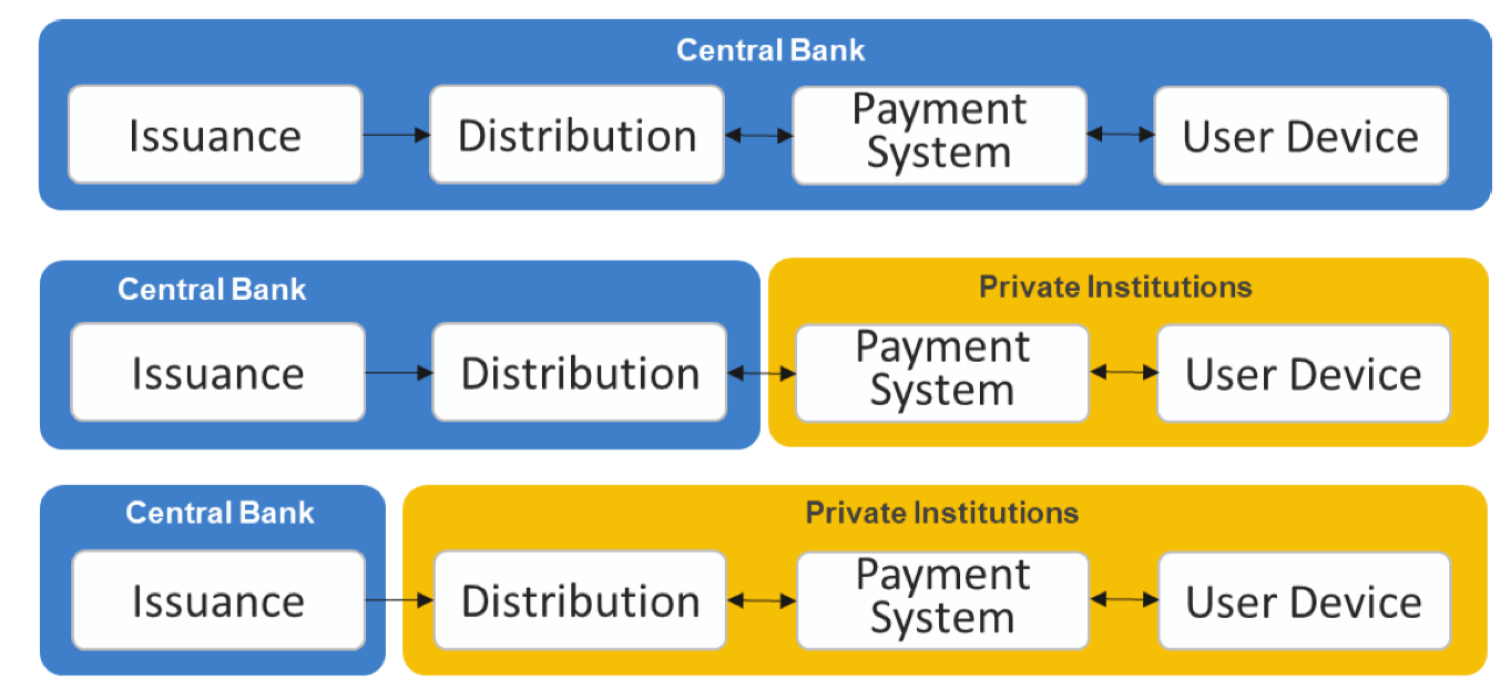 Central Bank
Issuance
Distribution
Payment
System
User Device
Central Bank
Private Institutions
Issuance
Distribution
Payment
System
User Device
Central Bank
Private Institutions
Issuance
Distribution
Payment
System
User Device